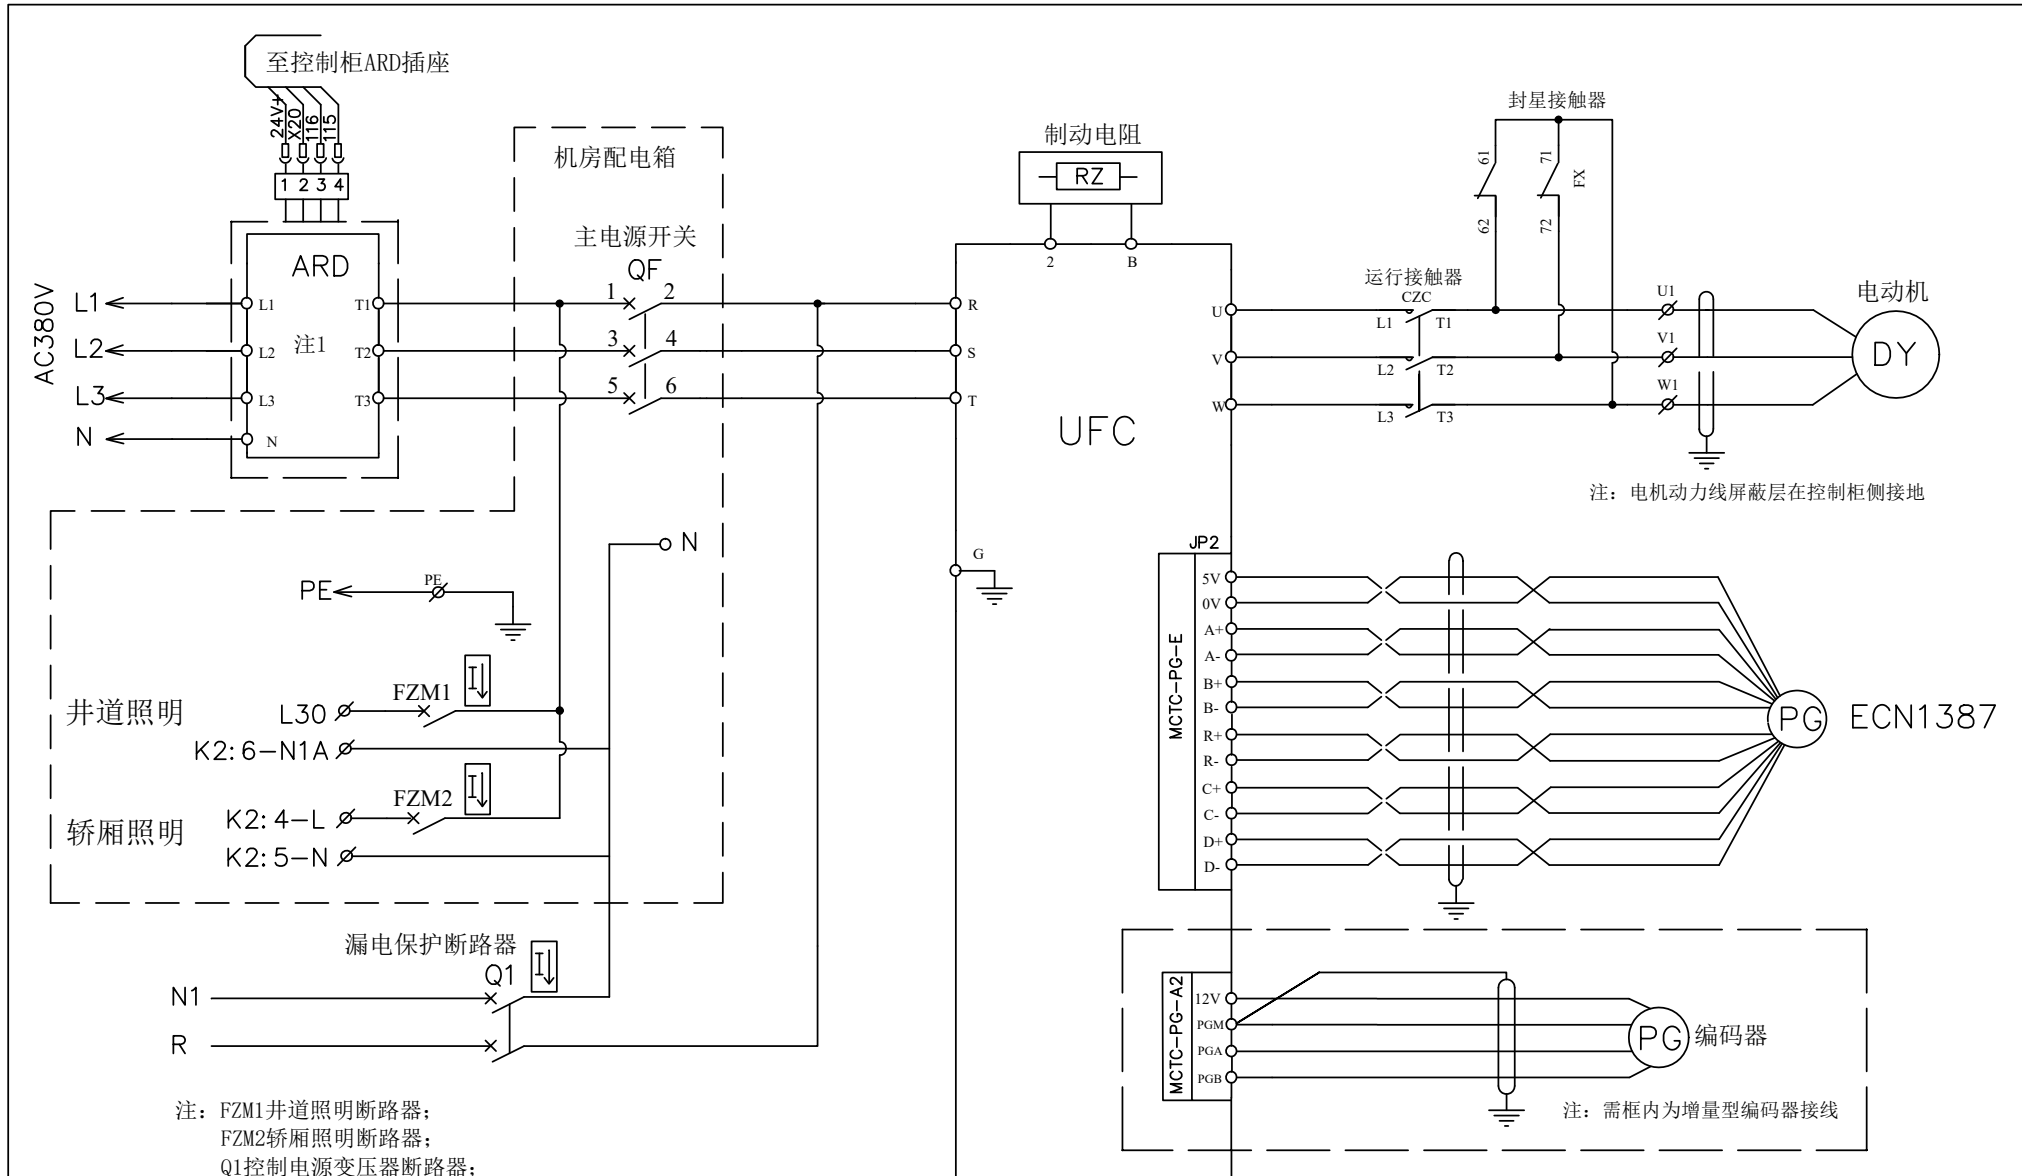 至控制柜ARD插座
24V+
X20
116
115
1 2 3 4
机房配电箱
主电源开关
QF
1 2
3 4
5 6
ARD
注1
AC380V
L1
L2
L3
N
L1
L2
L3
N
T1
T2
T3
制动电阻
RZ
2
B
R
S
T
G
UFC
U
V
W
运行接触器
CZC
L1 T1
L2 T2
L3 T3
封星接触器
61
62
71
72
FX
U1
V1
W1
电动机
DY
注：电机动力线屏蔽层在控制柜侧接地
N
PE
PE
井道照明
L30
FZM1
I
K2:6-N1A
轿厢照明
K2:4-L
FZM2
I
K2:5-N
漏电保护断路器
Q1
I
N1
R
注：FZM1井道照明断路器；
FZM2轿厢照明断路器；
Q1控制电源变压器断路器；
JP2
MCTC-PG-E
5V
0V
A+
A-
B+
B-
R+
R-
C+
C-
D+
D-
PG
ECN1387
MCTC-PG-A2
12V
PGM
PGA
PGB
PG
编码器
注：需框内为增量型编码器接线